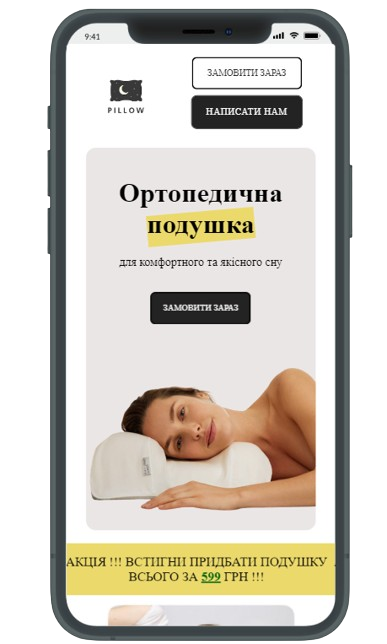 9:41
ЗАМОВИТИ ЗАРАЗ
PILLOW
НАПИСАТИ НАМ
Ортопедична
подушка
для комфортного та якісного сну
ЗАМОВИТИ ЗАРАЗ
АКЦІЯ !!! ВСТИГНИ ПРИДБАТИ ПОДУШКУ
ВСЬОГО ЗА 599 ГРН !!!